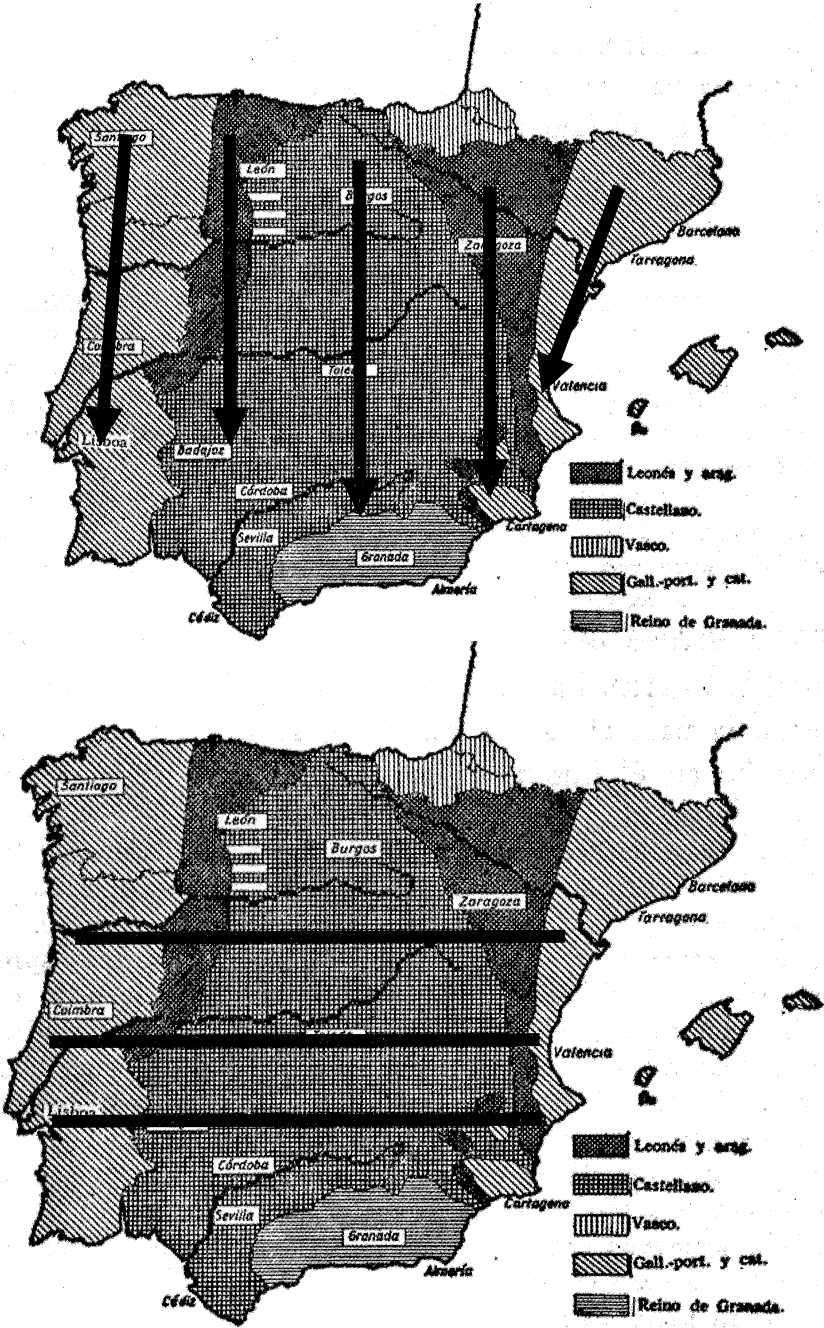 Santiago
León
Burgos
Zaragoza
Barcelona
Tarragona
Coimbra
Toledo
Valencia
Lisboa
Badajoz
Córdoba
Sevilla
Cartagena
Granada
Almería
Cádiz
Leonés y arag.
Castellano.
Vasco.
Gall.-port. y cat.
Reino de Granada.
Santiago
León
Burgos
Zaragoza
Barcelona
Tarragona
Coimbra
Valencia
Lisboa
Córdoba
Sevilla
Cartagena
Granada
Almería
Cádiz
Leonés y arag.
Castellano.
Vasco.
Gall.-port. y cat.
Reino de Granada.